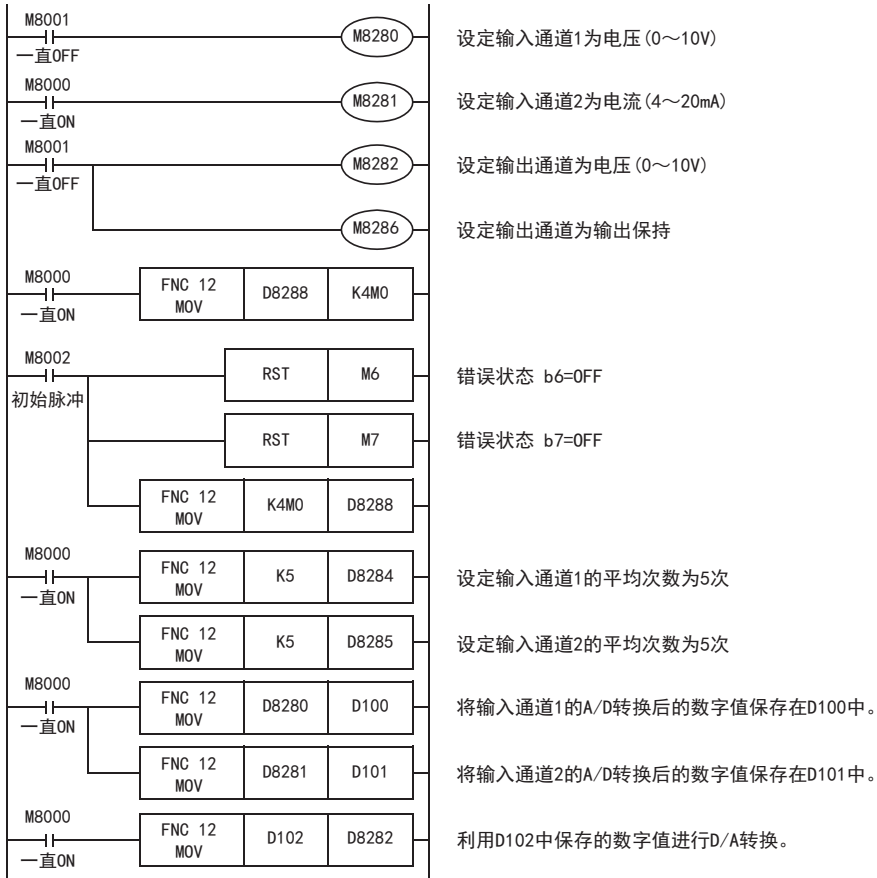 M8001
一直OFF
M8280
设定输入通道1为电压(0～10V)
M8000
一直ON
M8281
设定输入通道2为电流(4～20mA)
M8001
一直OFF
M8282
设定输出通道为电压(0～10V)
M8286
设定输出通道为输出保持
M8000
一直ON
FNC 12
MOV
D8288
K4M0
M8002
初始脉冲
RST
M6
错误状态 b6=OFF
RST
M7
错误状态 b7=OFF
FNC 12
MOV
K4M0
D8288
M8000
一直ON
FNC 12
MOV
K5
D8284
设定输入通道1的平均次数为5次
FNC 12
MOV
K5
D8285
设定输入通道2的平均次数为5次
M8000
一直ON
FNC 12
MOV
D8280
D100
将输入通道1的A/D转换后的数字值保存在D100中。
FNC 12
MOV
D8281
D101
将输入通道2的A/D转换后的数字值保存在D101中。
M8000
一直ON
FNC 12
MOV
D102
D8282
利用D102中保存的数字值进行D/A转换。